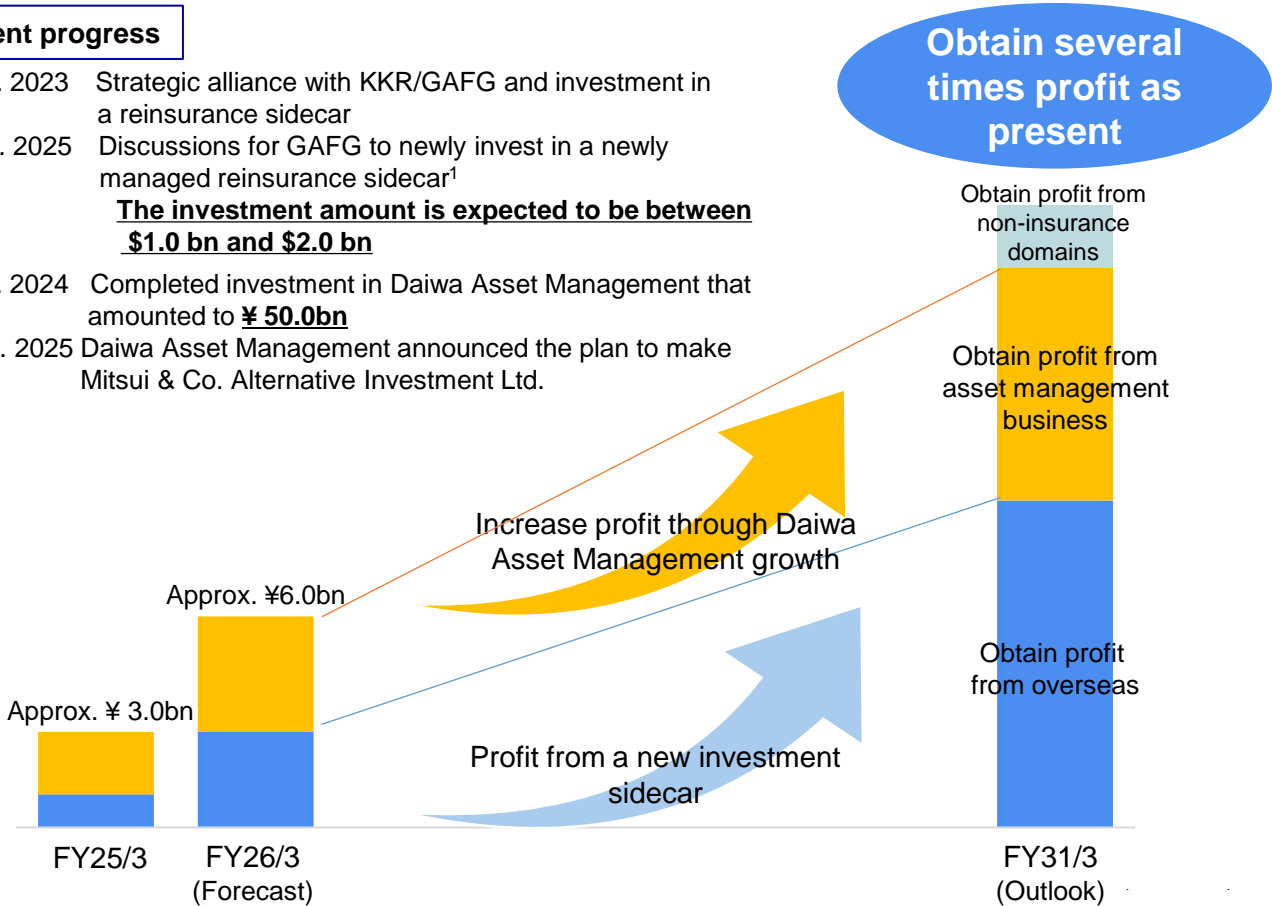 ent progress
. 2023 Strategic alliance with KKR/GAFG and investment in
a reinsurance sidecar
. 2025 Discussions for GAFG to newly invest in a newly
managed reinsurance sidecar¹
The investment amount is expected to be between
$1.0 bn and $2.0 bn
. 2024 Completed investment in Daiwa Asset Management that
amounted to ¥ 50.0bn
. 2025 Daiwa Asset Management announced the plan to make
Mitsui & Co. Alternative Investment Ltd.
Obtain several
times profit as
present
Obtain profit from
non-insurance
domains
Obtain profit from
asset management
business
Obtain profit
from overseas
Increase profit through Daiwa
Asset Management growth
Profit from a new investment
sidecar
Approx. ¥6.0bn
Approx. ¥ 3.0bn
FY25/3
FY26/3
(Forecast)
FY31/3
(Outlook)